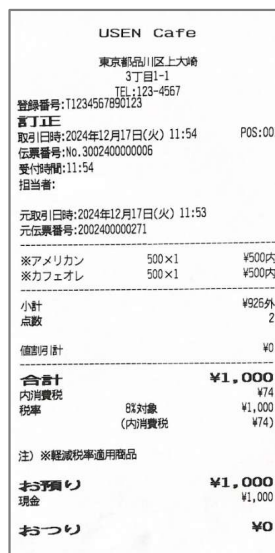 USEN Cafe
東京都品川区上大崎
3丁目1-1
TEL:123-4567
登録番号:T1234567890123
訂正
取引日時:2024年12月17日(火) 11:54 POS:00
伝票番号:No.3002400000006
受付時間:11:54
担当者:
元取引日時:2024年12月17日(火) 11:53
元伝票番号:2002400000271
※アメリカン 500×1 ¥500内
※カフェオレ 500×1 ¥500内
小計 ¥926外
点数 2
値割引計 ¥0
合計 ¥1,000
内消費税 ¥74
税率 8%対象 ¥1,000
(内消費税 ¥74)
注）※軽減税率適用商品
お預り ¥1,000
現金 ¥1,000
おつり ¥0